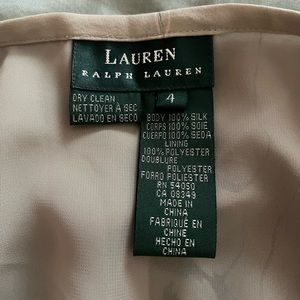 LAUREN
RALPH LAUREN
DRY CLEAN
NETTOYER À SEC
LAVADO EN SECO
4
BODY 100% SILK
CORPS 100% SOIE
CUERPO 100% SEDA
LINING
100% POLYESTER
DOUBLURE
POLYESTER
FORRO POLIESTER
RN 54050
CA 08349
MADE IN
CHINA
FABRIQUÉ EN
CHINE
HECHO EN
CHINA